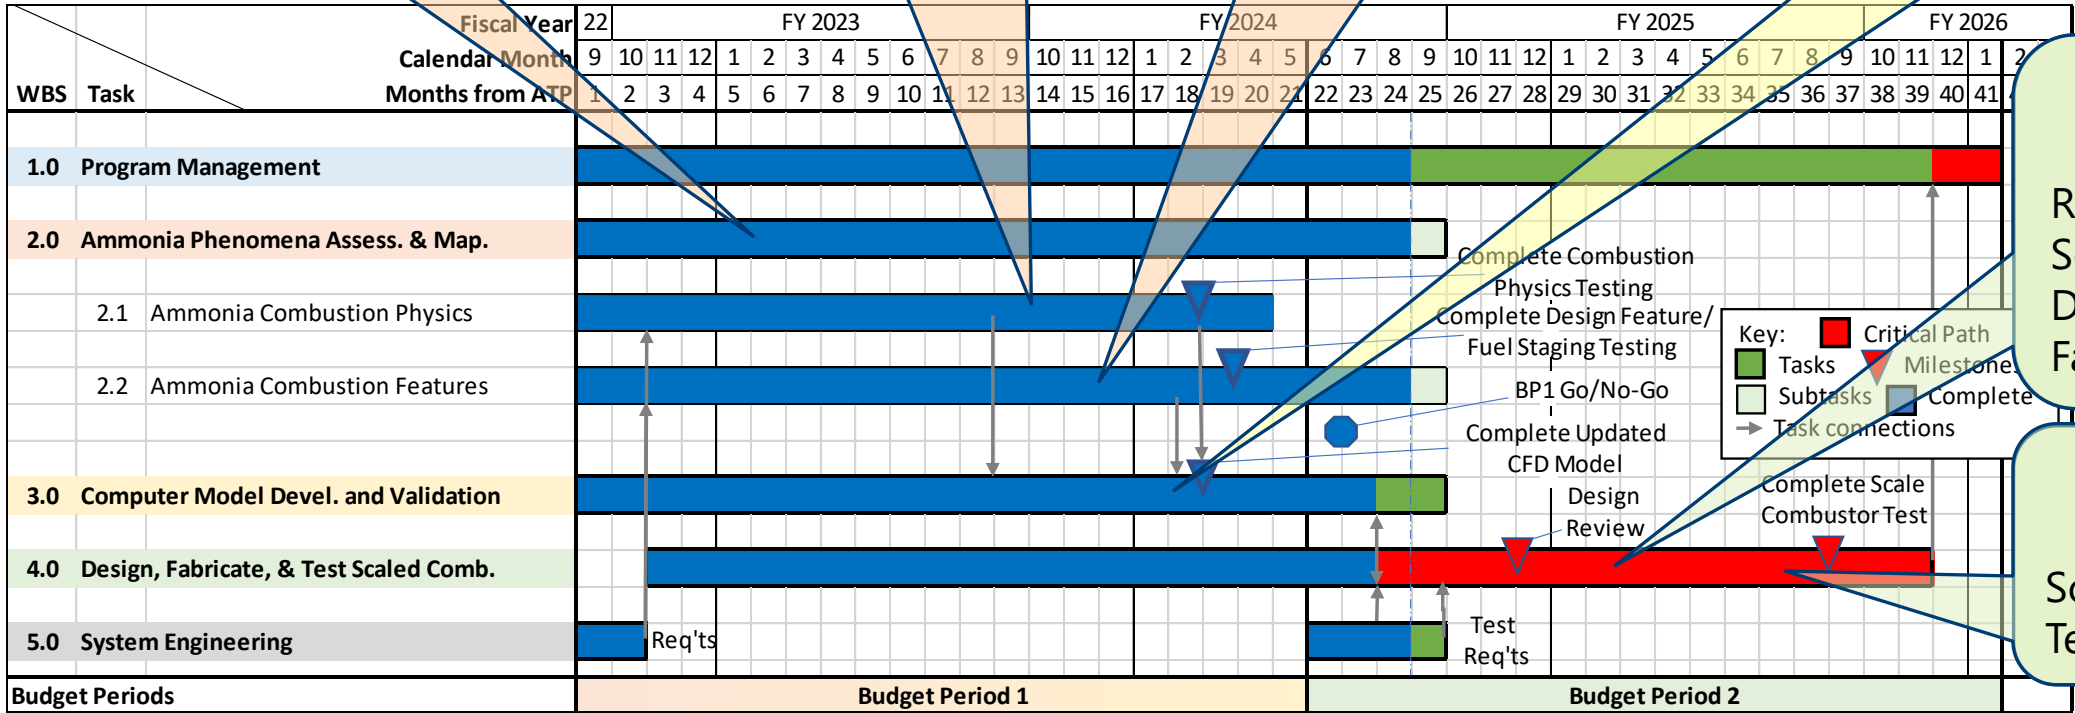 Fiscal Year 22 FY 2023 FY 2024 FY 2025 FY 2026
Calendar Month 9 10 11 12 1 2 3 4 5 6 7 8 9 10 11 12 1 2 3 4 5 6 7 8 9 10 11 12 1 2 3 4 5 6 7 8 9 10 11 12 1 2
WBS Task Months from ATP 1 2 3 4 5 6 7 8 9 10 11 12 13 14 15 16 17 18 19 20 21 22 23 24 25 26 27 28 29 30 31 32 33 34 35 36 37 38 39 40 41
1.0 Program Management
2.0 Ammonia Phenomena Assess. & Map.
Complete Combustion
Physics Testing
2.1 Ammonia Combustion Physics
Complete Design Feature/
Fuel Staging Testing
2.2 Ammonia Combustion Features
BP1 Go/No-Go
Complete Updated
CFD Model
Key: Critical Path
Tasks Milestones
Subtasks Complete
Task connections
3.0 Computer Model Devel. and Validation
Design
Review
Complete Scale
Combustor Test
4.0 Design, Fabricate, & Test Scaled Comb.
5.0 System Engineering Req'ts
Test
Req'ts
Budget Periods Budget Period 1 Budget Period 2